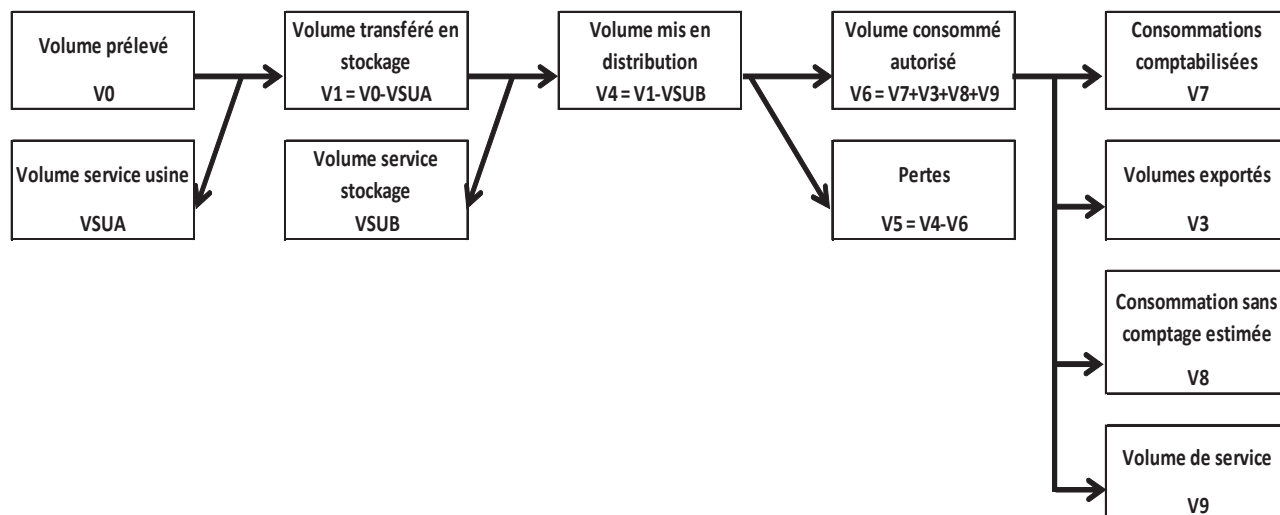 Volume prélevé
V0
Volume transféré en
stockage
V1 = V0-VSUA
Volume mis en
distribution
V4 = V1-VSUB
Volume consommé
autorisé
V6 = V7+V3+V8+V9
Consommations
comptabilisées
V7
Volume service usine
VSUA
Volume service
stockage
VSUB
Pertes
V5 = V4-V6
Volumes exportés
V3
Consommation sans
comptage estimée
V8
Volume de service
V9